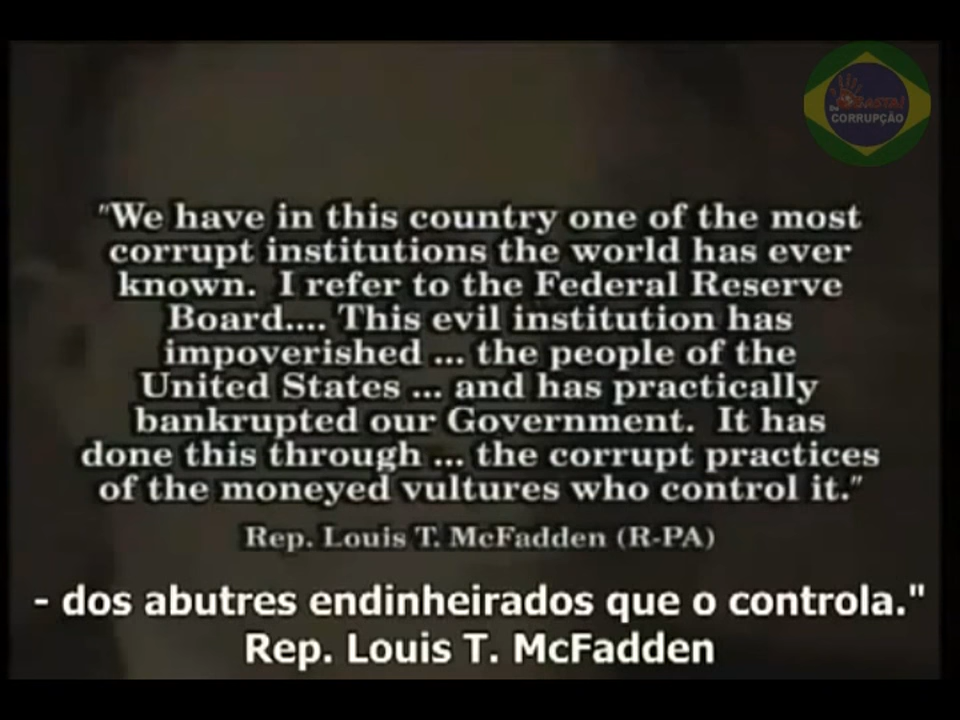 De
BASTA!
CORRUPÇÃO
"We have in this country one of the most
corrupt institutions the world has ever
known. I refer to the Federal Reserve
Board.... This evil institution has
impoverished ... the people of the
United States ... and has practically
bankrupted our Government. It has
done this through ... the corrupt practices
of the moneyed vultures who control it."
Rep. Louis T. McFadden (R-PA)
- dos abutres endinheirados que o controla."
Rep. Louis T. McFadden